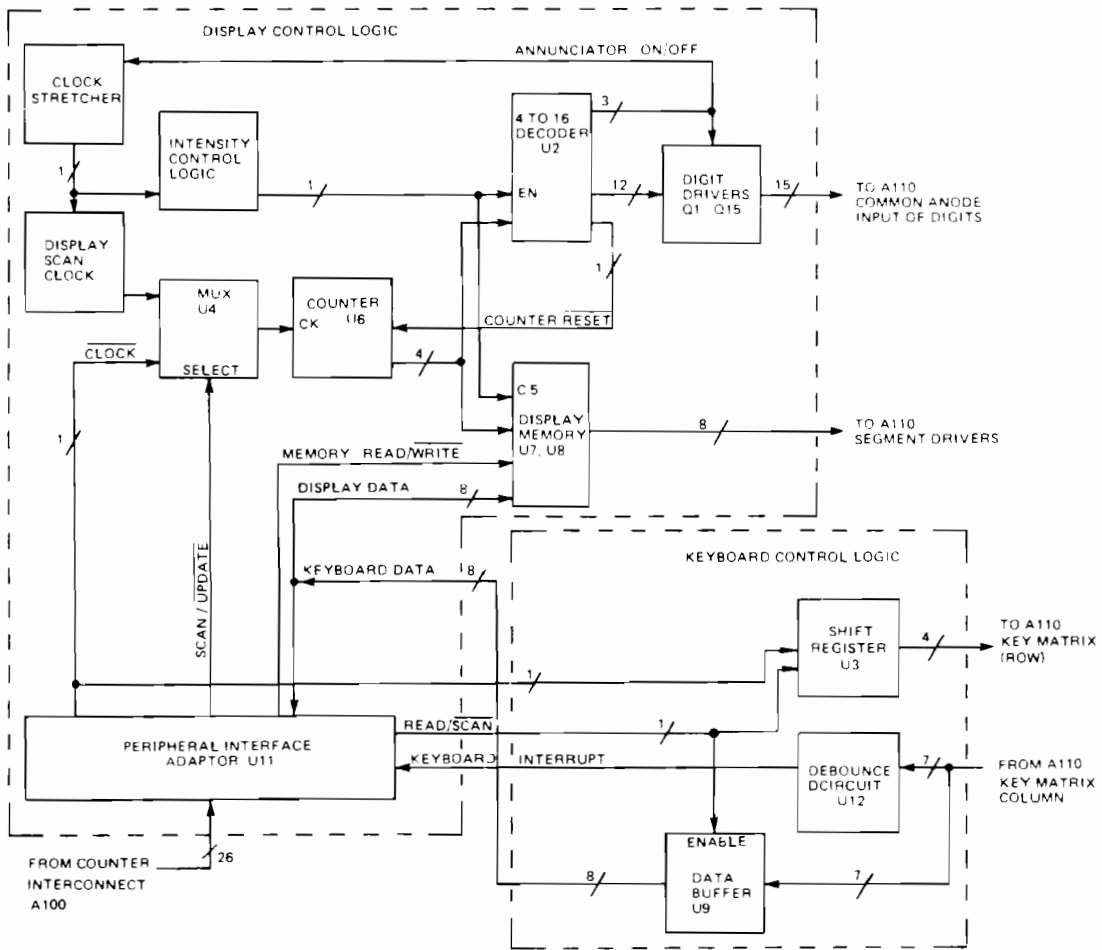 DISPLAY CONTROL LOGIC
ANNUNCIATOR ON/OFF
CLOCK
STRETCHER
1
INTENSITY
CONTROL
LOGIC
1
4 TO 16
DECODER
U2
EN
3
12
1
DIGIT
DRIVERS
Q1 Q15
15
TO A110
COMMON ANODE
INPUT OF DIGITS
DISPLAY
SCAN
CLOCK
MUX
U4
SELECT
COUNTER
U6
CK
COUNTER RESET
4
CLOCK
1
C5
DISPLAY
MEMORY
U7, U8
8
TO A110
SEGMENT DRIVERS
MEMORY READ/WRITE
DISPLAY DATA 8
SCAN / UPDATE
KEYBOARD DATA 8
KEYBOARD CONTROL LOGIC
SHIFT
REGISTER
U3
4
TO A110
KEY MATRIX
(ROW)
1
READ/SCAN
1
PERIPHERAL INTERFACE
ADAPTOR U11
KEYBOARD INTERRUPT
DEBOUNCE
DCIRCUIT
U12
7
FROM A110
KEY MATRIX
COLUMN
ENABLE
DATA
BUFFER
U9
8
7
26
FROM COUNTER
INTERCONNECT
A100